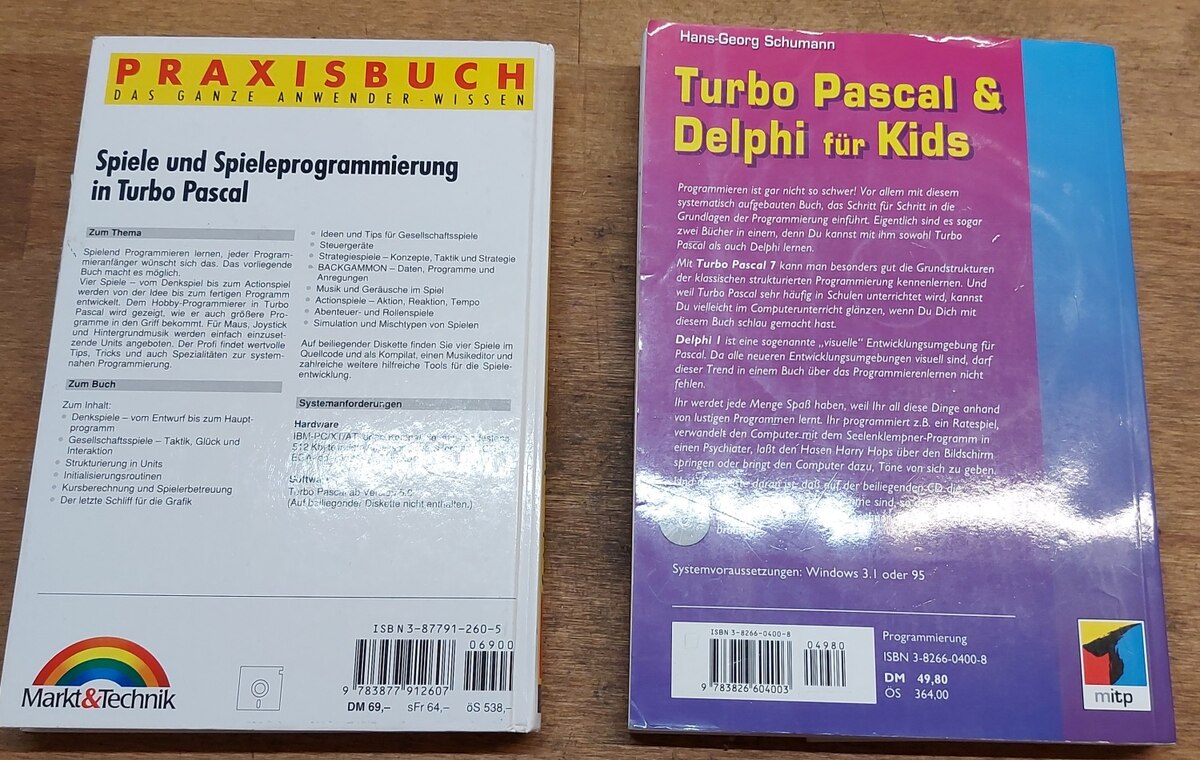 PRAXISBUCH
DAS GANZE ANWENDER-WISSEN
Spiele und Spieleprogrammierung
in Turbo Pascal
Zum Thema
Spielend Programmieren lernen, jeder Program-
mieranfänger wünscht sich das. Das vorliegende
Buch macht es möglich.
Vier Spiele – vom Denkspiel bis zum Actionspiel
werden von der Idee bis zum fertigen Programm
entwickelt. Dem Hobby-Programmierer in Turbo
Pascal wird gezeigt, wie er auch größere Pro-
gramme in den Griff bekommt. Für Maus, Joystick
und Hintergrundmusik werden einfach einzuset-
zende Units angeboten. Der Profi findet wertvolle
Tips, Tricks und auch Spezialitäten zur system-
nahen Programmierung.
Zum Buch
Zum Inhalt:
Denkspiele – vom Entwurf bis zum Haupt-
programm
Gesellschaftsspiele – Taktik, Glück und
Interaktion
Strukturierung in Units
Initialisierungsroutinen
Kursberechnung und Spielerbetreuung
Der letzte Schliff für die Grafik
Ideen und Tips für Gesellschaftsspiele
Steuergeräte
Strategiespiele – Konzepte, Taktik und Strategie
BACKGAMMON – Daten, Programme und
Anregungen
Musik und Geräusche im Spiel
Actionspiele – Aktion, Reaktion, Tempo
Abenteuer- und Rollenspiele
Simulation und Mischtypen von Spielen
Auf beiliegender Diskette finden Sie vier Spiele im
Quellcode und als Kompilat, einen Musikeditor und
zahlreiche weitere hilfreiche Tools für die Spiele-
entwicklung.
Systemanforderungen
Hardware
IBM-PC/XT/AT
512
Turbo Pascal ab
(Auf beiliegender Diskette nicht enthalten.)
Markt&Technik
ISBN 3-87791-260-5
06900
9 783877 912607
DM 69,– sFr 64,– öS 538,–
Hans-Georg Schumann
Turbo Pascal &
Delphi für Kids
Programmieren ist gar nicht so schwer! Vor allem mit diesem
systematisch aufgebauten Buch, das Schritt für Schritt in die
Grundlagen der Programmierung einführt. Eigentlich sind es sogar
zwei Bücher in einem, denn Du kannst mit ihm sowohl Turbo
Pascal als auch Delphi lernen.
Mit Turbo Pascal 7 kann man besonders gut die Grundstrukturen
der klassischen strukturierten Programmierung kennenlernen. Und
weil Turbo Pascal sehr häufig in Schulen unterrichtet wird, kannst
Du vielleicht im Computerunterricht glänzen, wenn Du Dich mit
diesem Buch schlau gemacht hast.
Delphi 1 ist eine sogenannte „visuelle" Entwicklungsumgebung für
Pascal. Da alle neueren Entwicklungsumgebungen visuell sind, darf
dieser Trend in einem Buch über das Programmierenlernen nicht
fehlen.
Ihr werdet jede Menge Spaß haben, weil Ihr all diese Dinge anhand
von lustigen Programmen lernt. Ihr programmiert z.B. ein Ratespiel,
verwandelt den Computer mit dem Seelenklempner-Programm in
einen Psychiater, laßt den Hasen Harry Hops über den Bildschirm
springen oder bringt den Computer dazu, Töne von sich zu geben.
daß auf der beiliegenden CD
sind,
Systemvoraussetzungen: Windows 3.1 oder 95
ISBN 3-8266-0400-8
04980
9 783826 604003
Programmierung
ISBN 3-8266-0400-8
DM 49,80
ÖS 364,00
mitp